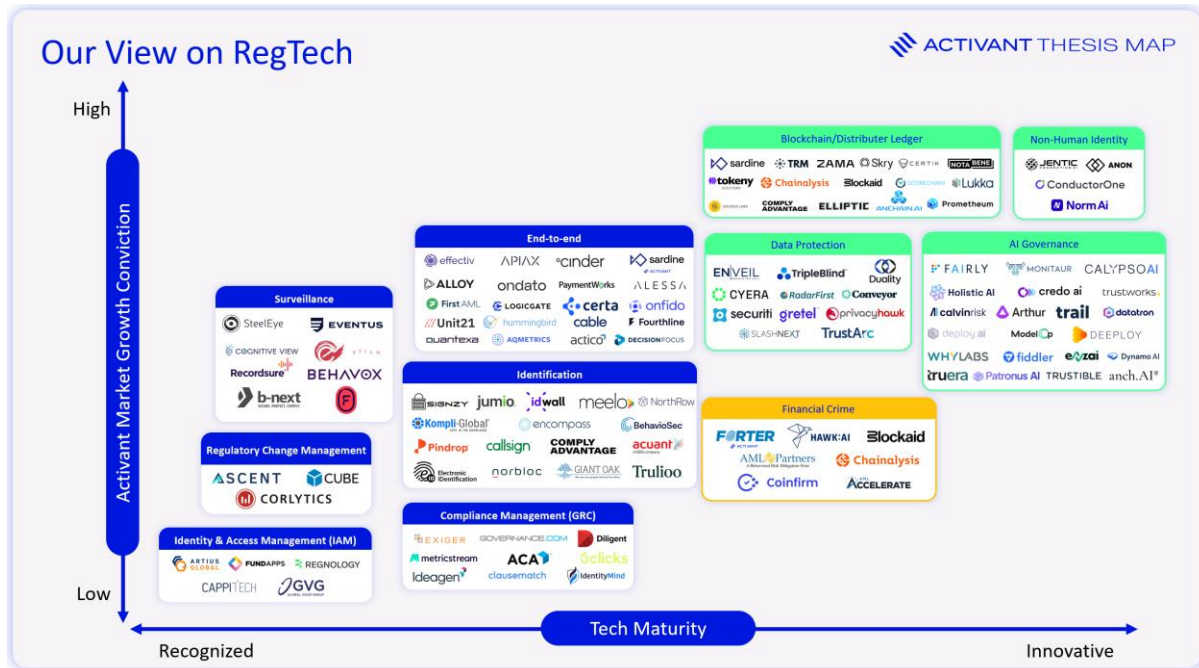 Our View on RegTech
ACTIVANT THESIS MAP
High
Activant Market Growth Conviction
Low
Recognized
Tech Maturity
Innovative
Blockchain/Distributer Ledger
sardine TRM ZAMA Skry CERTIK NOTA BENE
tokeny Chainalysis Blockaid SCORECHAIN Lukka
COMPLY ADVANTAGE ELLIPTIC ANCHAIN.AI Prometheum
Non-Human Identity
JENTIC ANON
ConductorOne
Norm Ai
End-to-end
effectiv APIAX cinder sardine
ACTIVANT
ALLOY ondato PaymentWorks ALESSA
First AML LOGICGATE certa onfido
Unit21 hummingbird cable Fourthline
quantexa AQMETRICS actico DECISIONFOCUS
Data Protection
ENVEIL TripleBlind Duality
CYERA RadarFirst Conveyor
securiti gretel privacyhawk
SLASHNEXT TrustArc
AI Governance
FAIRLY MONITAUR CALYPSOAI
Holistic AI credo ai trustworks.
calvinrisk Arthur trail datatron
deploy.ai ModelOp DEEPLOY
WHYLABS fiddler enzai Dynamo AI
truera Patronus AI TRUSTIBLE anch.AI
Surveillance
SteelEye EVENTUS
COGNITIVE VIEW eflow
Recordsure BEHAVOX
b-next
Identification
SIGNZY jumio. idwall meelo NorthRow
Kompli-Global encompass BehavioSec
Pindrop callsign COMPLY ADVANTAGE acuant
Electronic IDentification norbloc GIANT OAK Trulioo
Financial Crime
FORTER HAWK:AI Blockaid
ACTIVANT
AML Partners Chainalysis
Coinfirm ACCELERATE
Regulatory Change Management
ASCENT CUBE
CORLYTICS
Compliance Management (GRC)
EXIGER GOVERNANCE.COM Diligent
metricstream ACA 6clicks
Ideagen clausematch IdentityMind
Identity & Access Management (IAM)
ARTIUS GLOBAL FUNDAPPS REGNOLOGY
CAPPITECH GVG